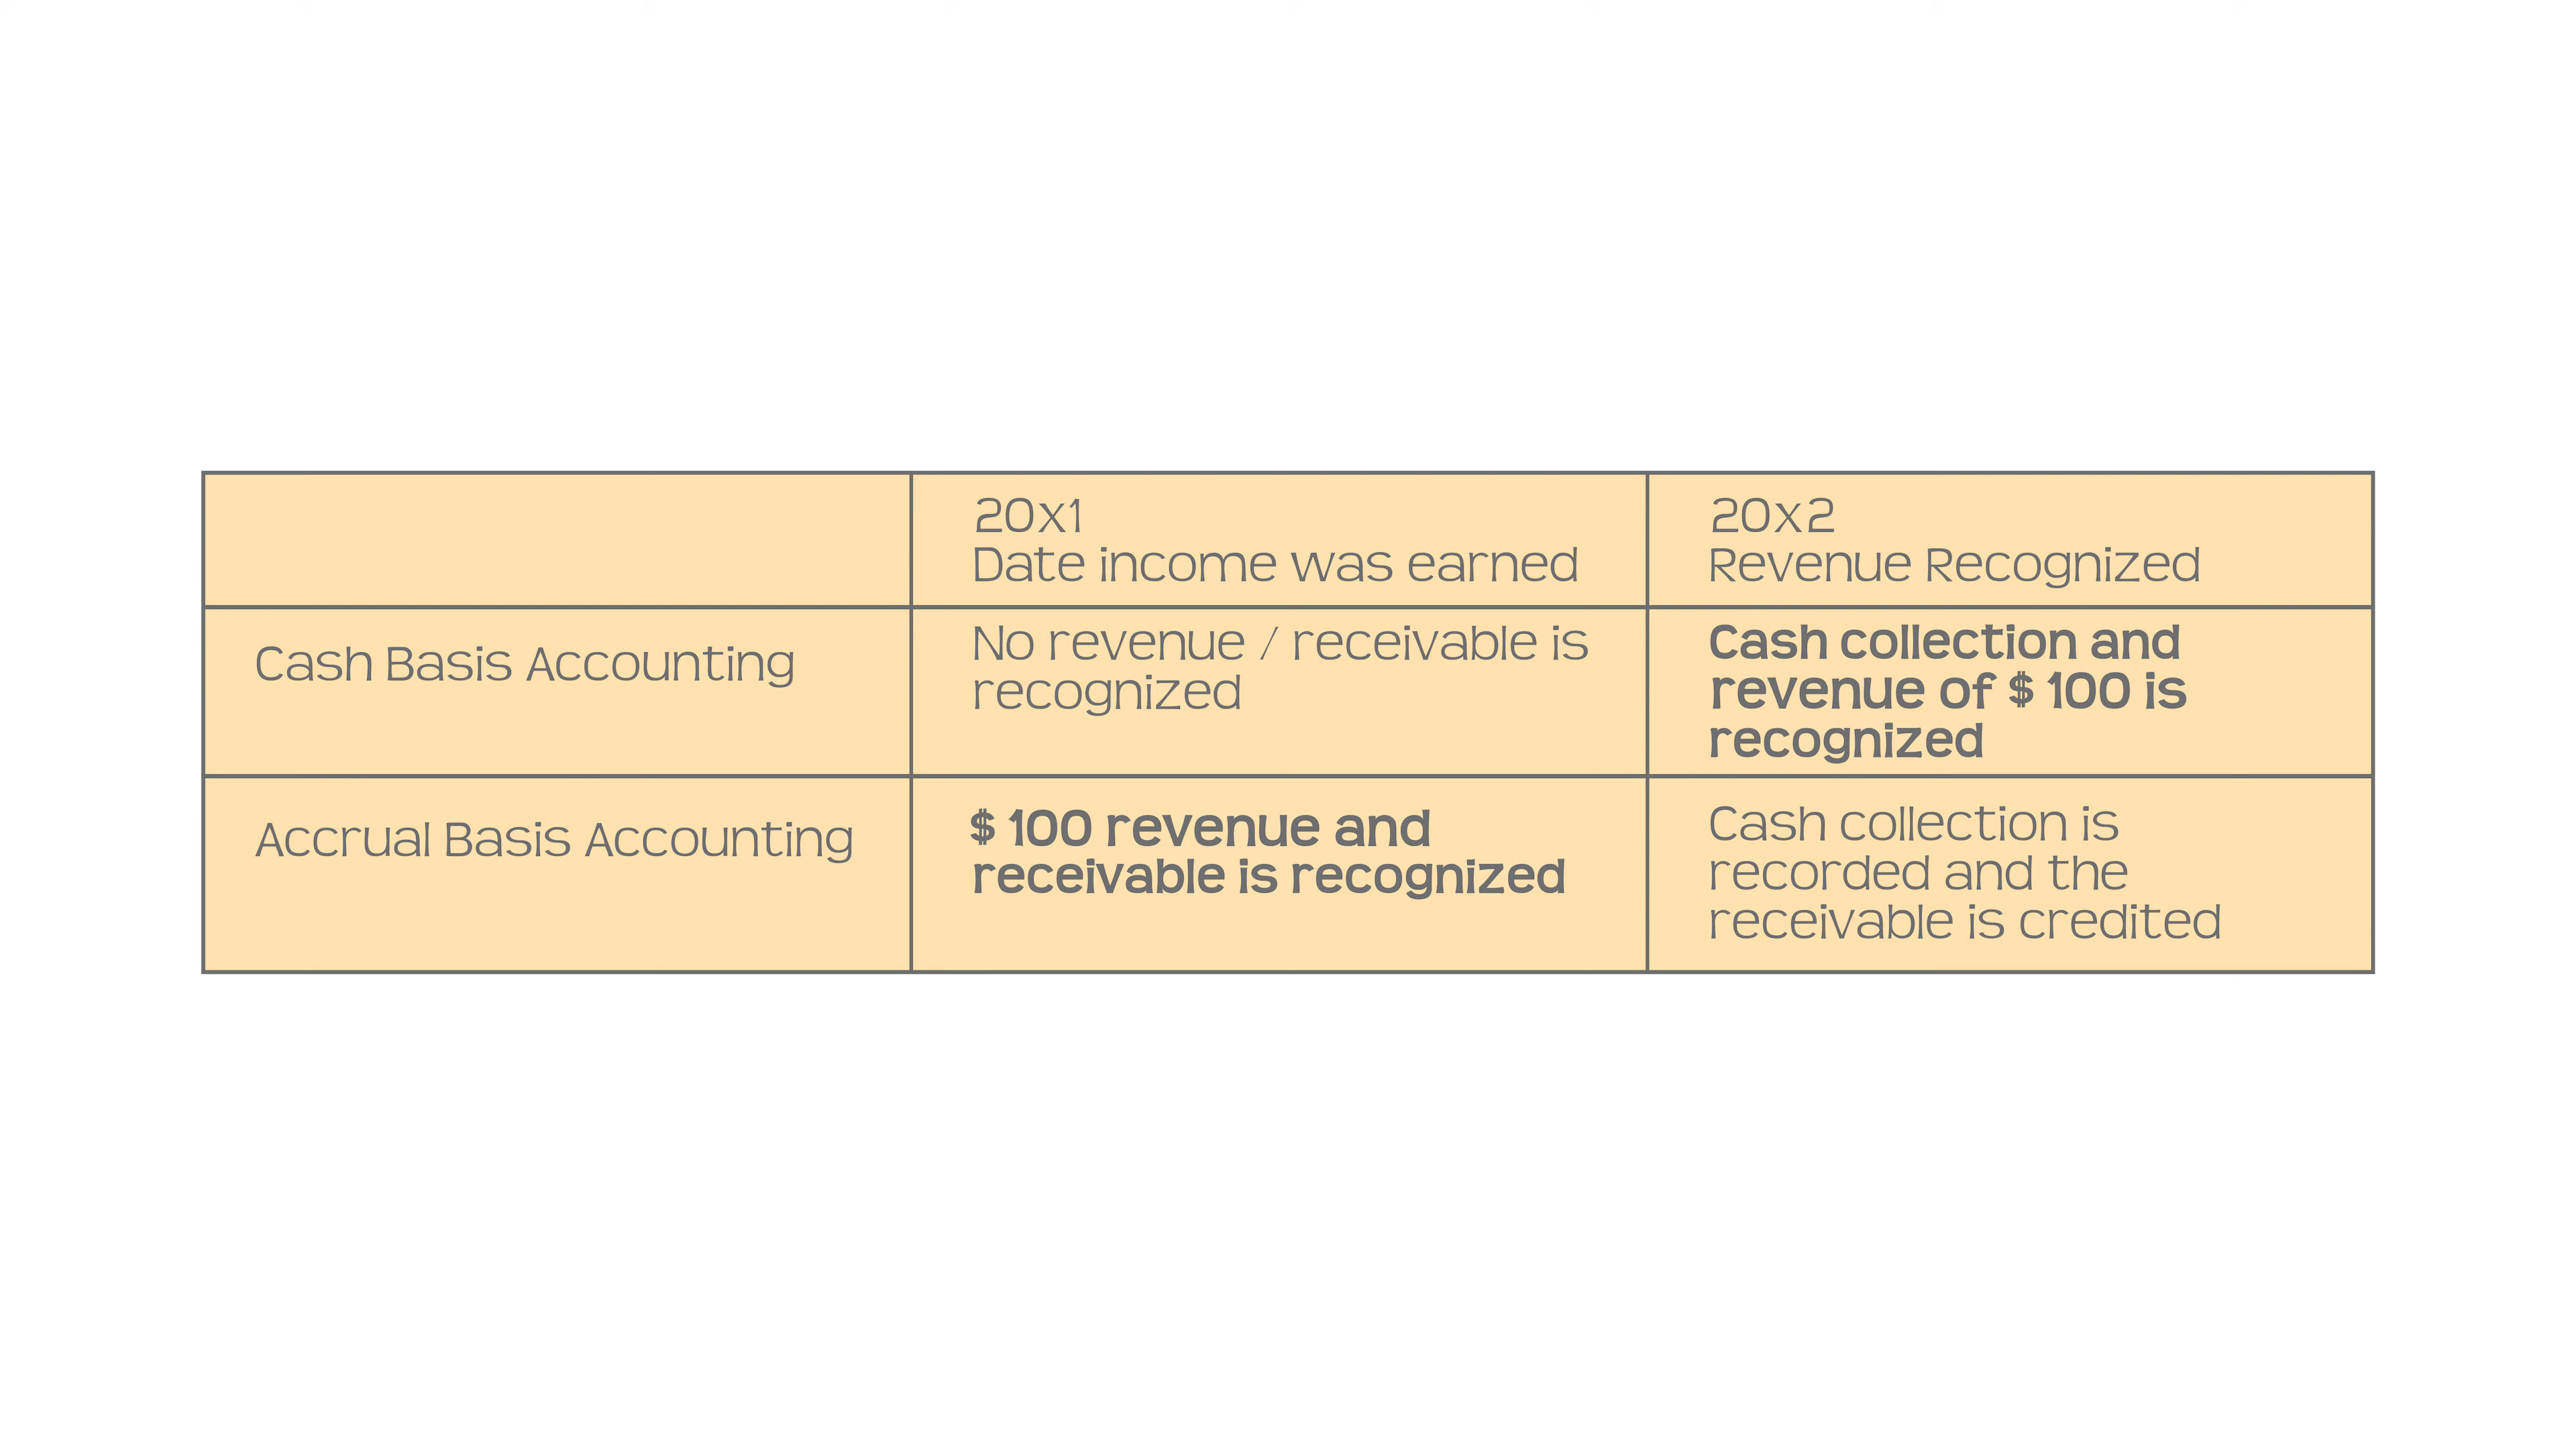 20x1
Date income was earned
20x2
Revenue Recognized
Cash Basis Accounting
No revenue / receivable is
recognized
Cash collection and
revenue of $ 100 is
recognized
Accrual Basis Accounting
$ 100 revenue and
receivable is recognized
Cash collection is
recorded and the
receivable is credited